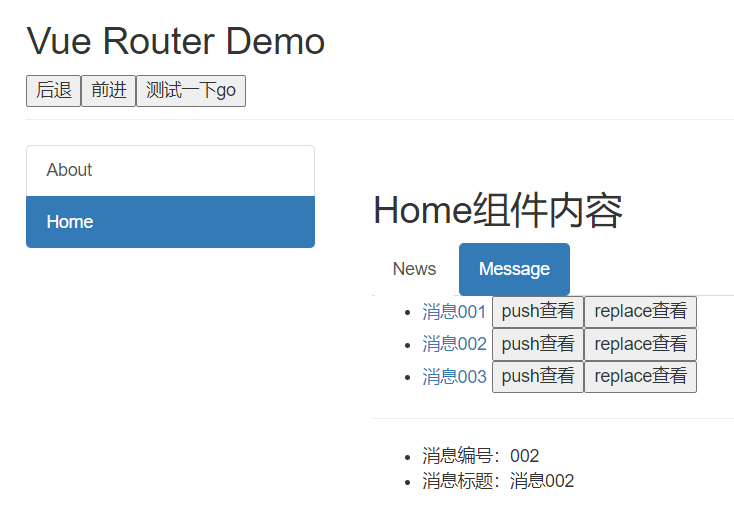 Vue Router Demo
后退 前进 测试一下go
About
Home
Home组件内容
News Message
消息001 push查看 replace查看
消息002 push查看 replace查看
消息003 push查看 replace查看
消息编号：002
消息标题：消息002